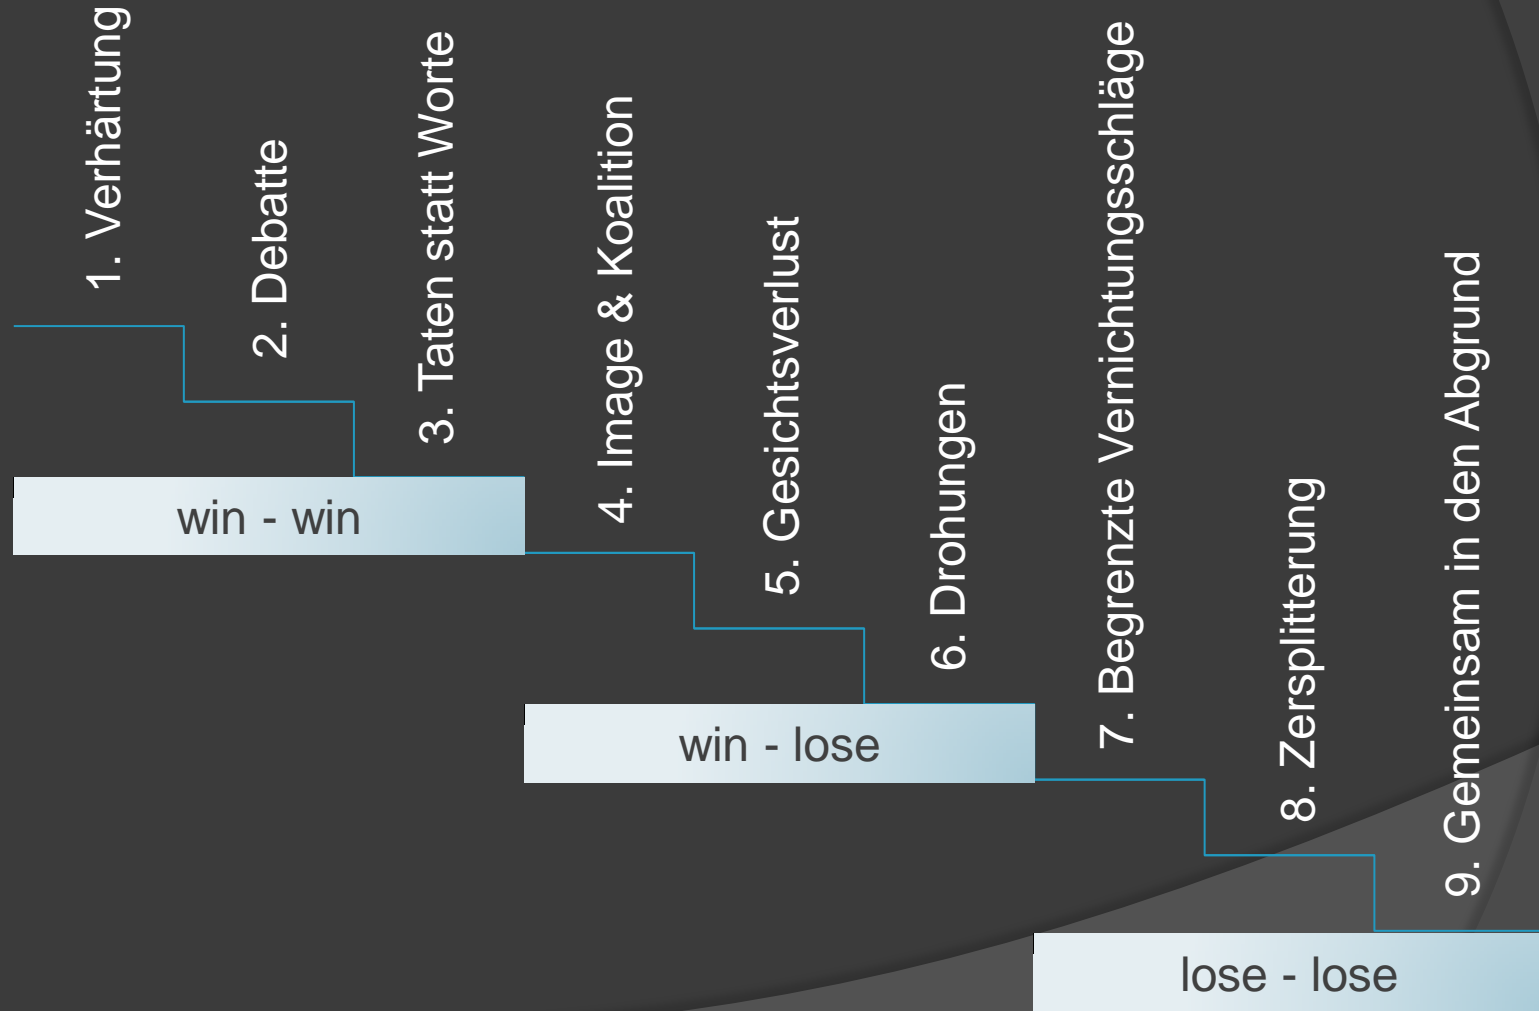 1. Verhärtung
2. Debatte
3. Taten statt Worte
win - win
4. Image & Koalition
5. Gesichtsverlust
6. Drohungen
win - lose
7. Begrenzte Vernichtungsschläge
8. Zersplitterung
9. Gemeinsam in den Abgrund
lose - lose